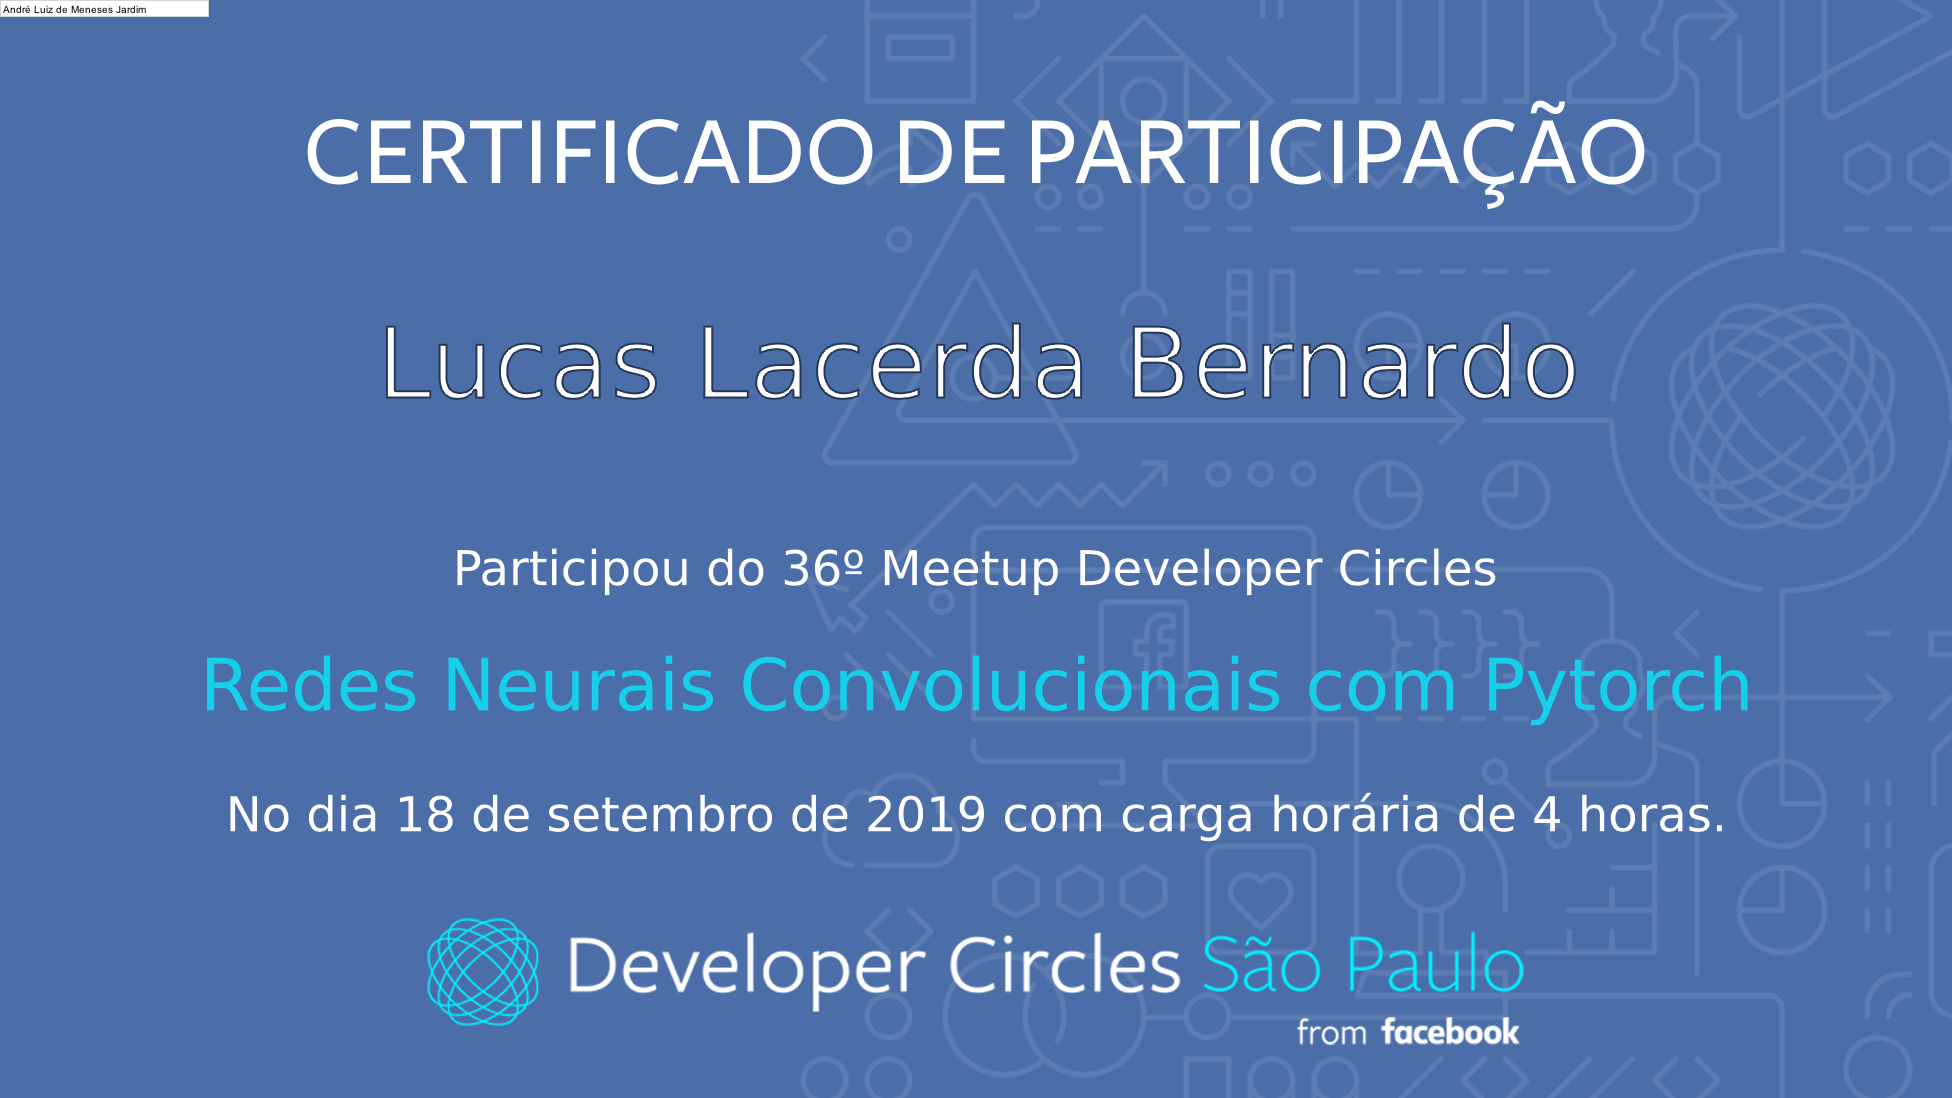 André Luiz de Meneses Jardim
CERTIFICADO DE PARTICIPAÇÃO
Lucas Lacerda Bernardo
Participou do 36º Meetup Developer Circles
Redes Neurais Convolucionais com Pytorch
No dia 18 de setembro de 2019 com carga horária de 4 horas.
Developer Circles São Paulo
from facebook